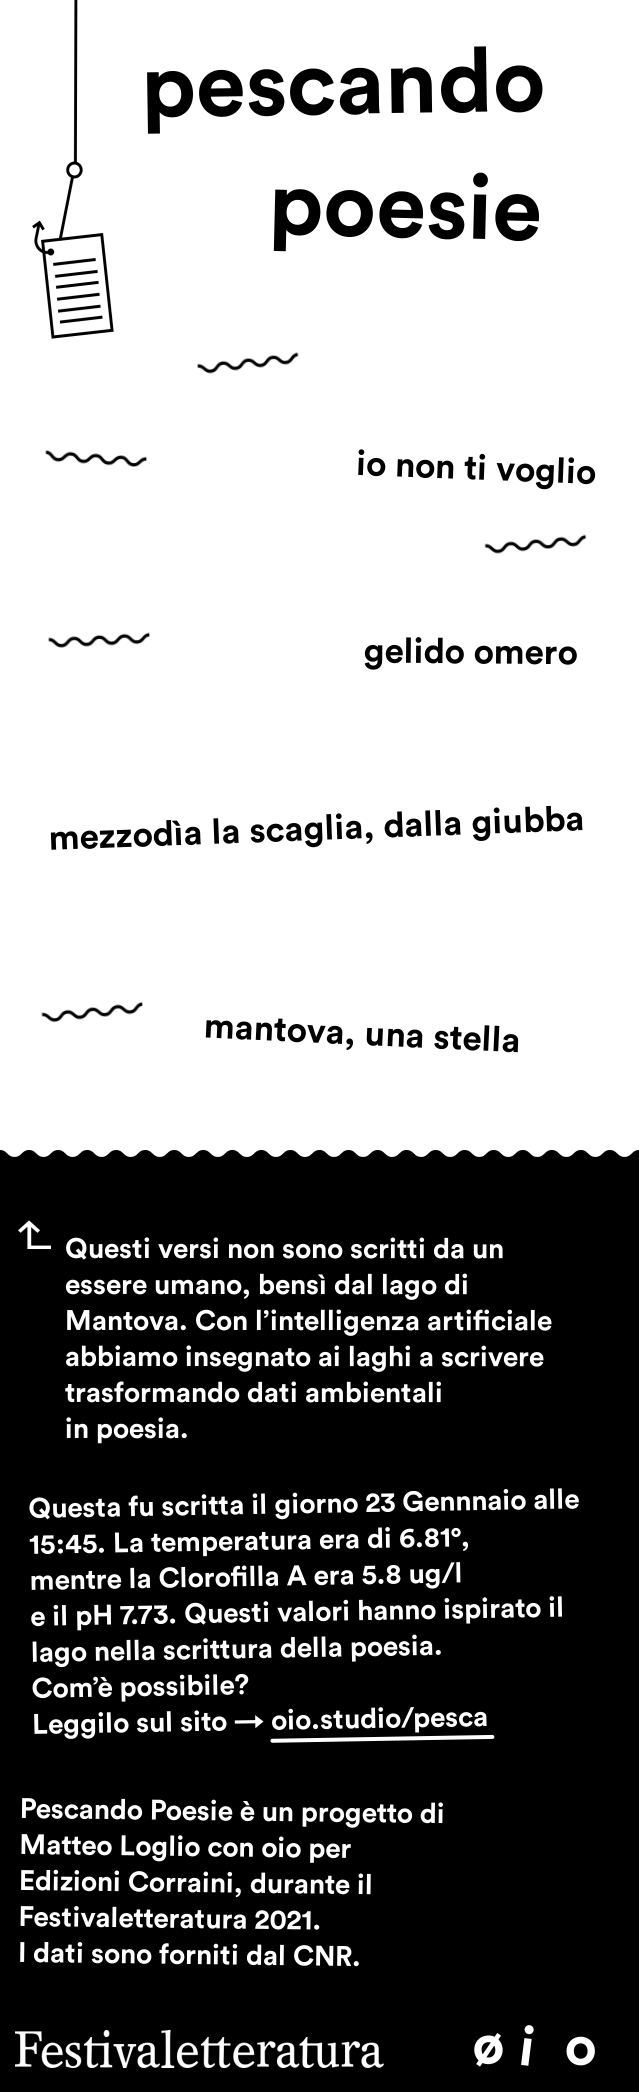 pescando
poesie
io non ti voglio
gelido omero
mezzodìa la scaglia, dalla giubba
mantova, una stella
Questi versi non sono scritti da un
essere umano, bensì dal lago di
Mantova. Con l’intelligenza artificiale
abbiamo insegnato ai laghi a scrivere
trasformando dati ambientali
in poesia.
Questa fu scritta il giorno 23 Gennnaio alle
15:45. La temperatura era di 6.81°,
mentre la Clorofilla A era 5.8 ug/l
e il pH 7.73. Questi valori hanno ispirato il
lago nella scrittura della poesia.
Com’è possibile?
Leggilo sul sito → oio.studio/pesca
Pescando Poesie è un progetto di
Matteo Loglio con oio per
Edizioni Corraini, durante il
Festivaletteratura 2021.
I dati sono forniti dal CNR.
Festivaletteratura ø i o